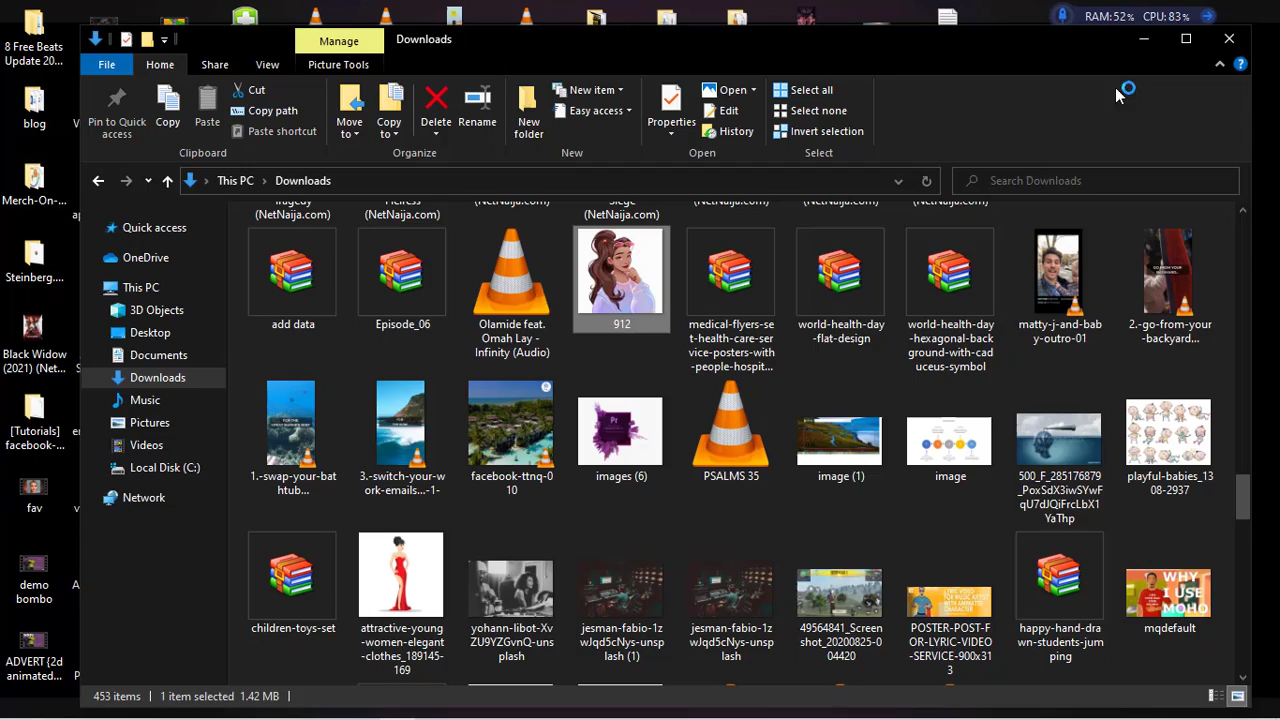 RAM:52% CPU:83%
Manage
Downloads
File
Home
Share
View
Picture Tools
Pin to Quick
access
Copy
Paste
Cut
Copy path
Paste shortcut
Clipboard
Move
to
Copy
to
Delete
Rename
Organize
New
folder
New item
Easy access
New
Properties
Open
Edit
History
Open
Select all
Select none
Invert selection
Select
This PC
Downloads
Search Downloads
8 Free Beats
Update 20...
blog
Merch-On-...
Steinberg....
Black Widow
(2021) (Net...
[Tutorials]
facebook-...
fav
demo
bombo
ADVERT {2d
animated...
Quick access
OneDrive
This PC
3D Objects
Desktop
Documents
Downloads
Music
Pictures
Videos
Local Disk (C:)
Network
(NetNaija.com)
(NetNaija.com)
(NetNaija.com)
add data
Episode_06
Olamide feat.
Omah Lay -
Infinity (Audio)
912
medical-flyers-se
t-health-care-ser
vice-posters-with
-people-hospit...
world-health-day
-flat-design
world-health-day
-hexagonal-back
ground-with-cad
uceus-symbol
matty-j-and-bab
y-outro-01
2.-go-from-your
-backyard...
1.-swap-your-bat
htub...
3.-switch-your-w
ork-emails...-1-
facebook-ttnq-0
10
Pr
images (6)
PSALMS 35
image (1)
image
500_F_285176879
_PoxSdX3iwSYwF
qU7dJQiFrcLbX1
YaThp
playful-babies_13
08-2937
children-toys-set
attractive-young
-women-elegant
-clothes_189145-
169
yohann-libot-Xv
ZU9YZGvnQ-uns
plash
jesman-fabio-1z
wJqd5cNys-unsp
lash (1)
jesman-fabio-1z
wJqd5cNys-unsp
lash
49564841_Screen
shot_20200825-0
04420
POSTER-POST-F
OR-LYRIC-VIDEO
-SERVICE-900x31
3
happy-hand-dra
wn-students-jum
ping
WHY
I USE
MOHO
mqdefault
453 items
1 item selected 1.42 MB